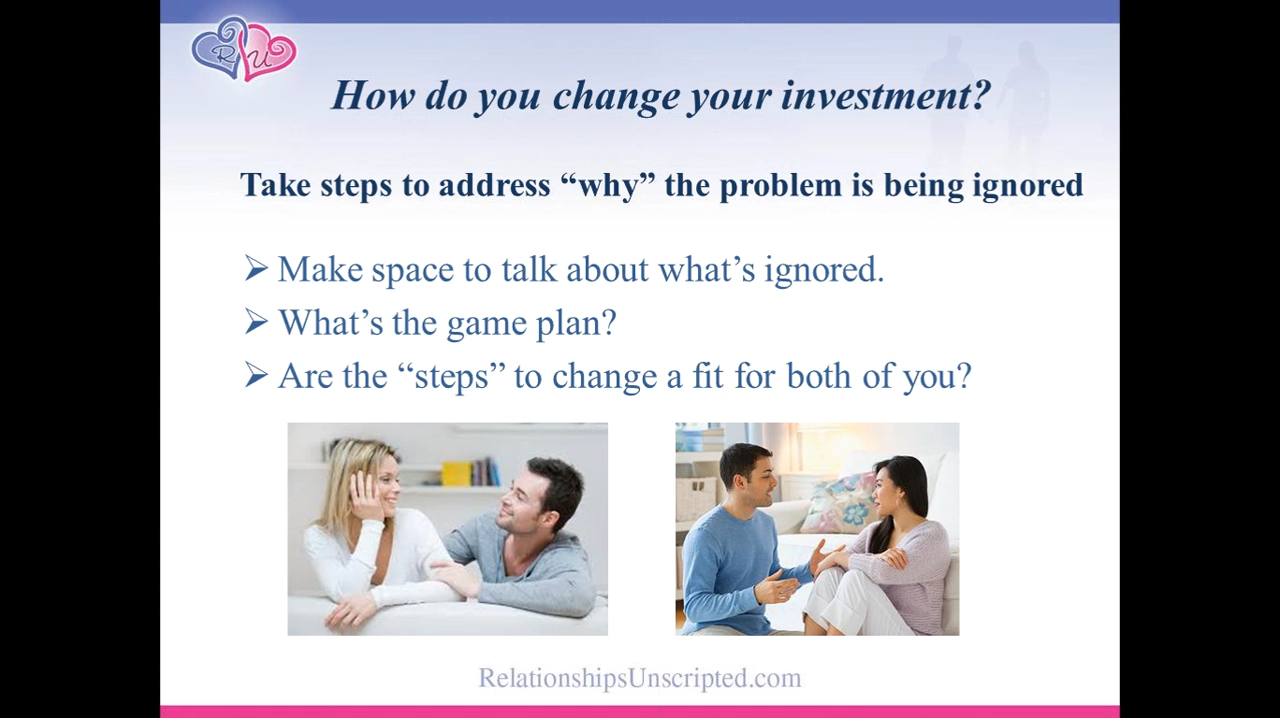 RU
How do you change your investment?
Take steps to address “why” the problem is being ignored
➢ Make space to talk about what’s ignored.
➢ What’s the game plan?
➢ Are the “steps” to change a fit for both of you?
RelationshipsUnscripted.com